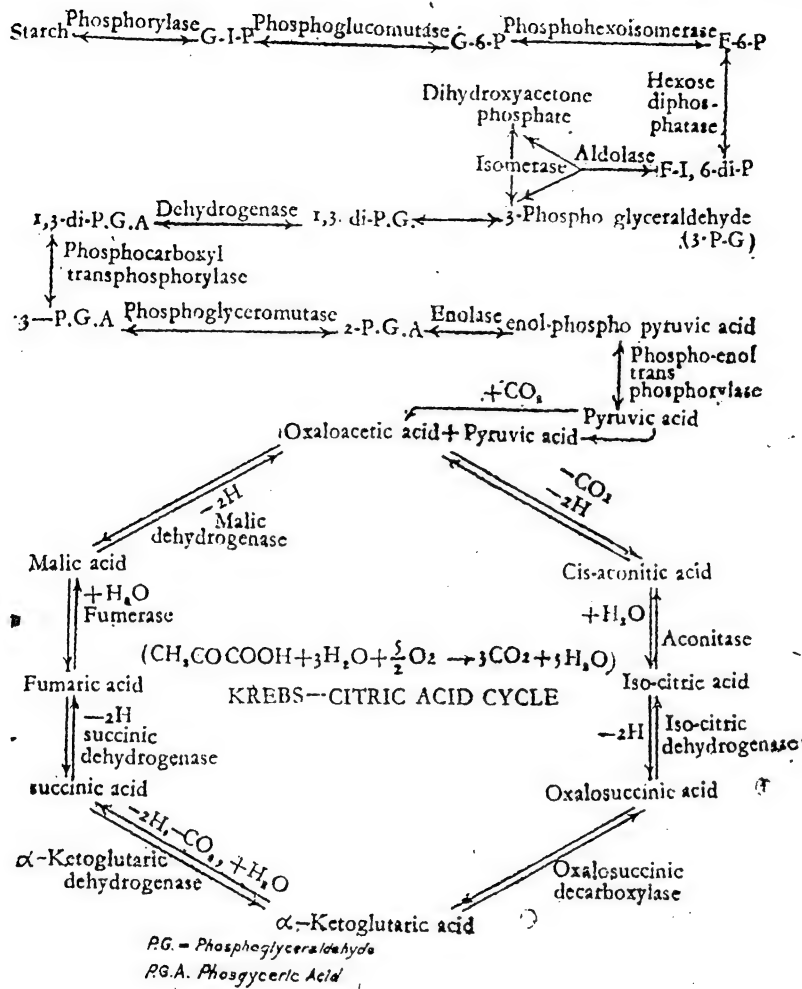 Starch Phosphorylase G-I-P Phosphoglucomutase G-6-P Phosphohexoisomerase F-6-P
Hexose
diphos-
phatase
Dihydroxyacetone
phosphate
Isomerase Aldolase F-I, 6-di-P
1,3-di-P.G.A Dehydrogenase 1,3. di-P.G. 3-Phospho glyceraldehyde
(3-P-G)
Phosphocarboxyl
transphosphorylase
3—P.G.A Phosphoglyceromutase 2-P.G.A Enolase enol-phospho pyruvic acid
Phospho-enol
trans
phosphorylase
+CO₂
Pyruvic acid
Oxaloacetic acid + Pyruvic acid
—2H
Malic
dehydrogenase
—CO₂
—2H
Malic acid
Cis-aconitic acid
+H₂O
Fumerase
+H₂O
Aconitase
(CH₃COCOOH+3H₂O+5/2O₂ →3CO₂+5H₂O)
Fumaric acid
KREBS—CITRIC ACID CYCLE
Iso-citric acid
—2H
succinic
dehydrogenase
—2H
Iso-citric
dehydrogenase
succinic acid
Oxalosuccinic acid
—2H,—CO₂, +H₂O
α-Ketoglutaric
dehydrogenase
Oxalosuccinic
decarboxylase
α-Ketoglutaric acid
P.G. = Phosphoglyceraldehyde
P.G.A. Phosgyceric Acid